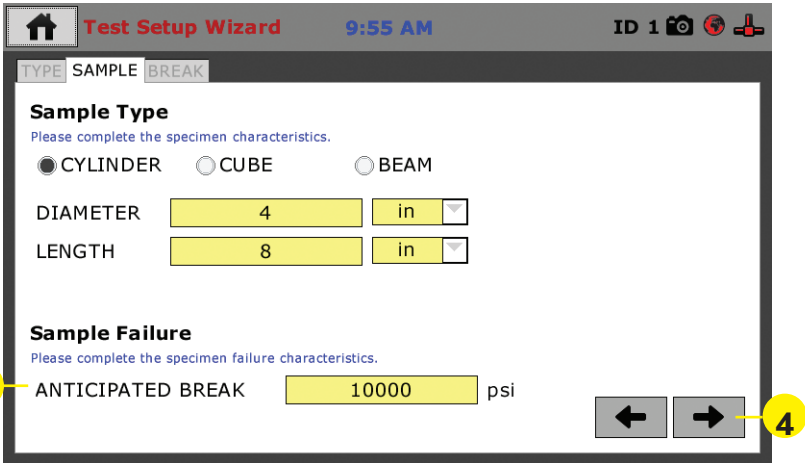 Test Setup Wizard 9:55 AM ID 1
TYPE SAMPLE BREAK
Sample Type
Please complete the specimen characteristics.
CYLINDER CUBE BEAM
DIAMETER 4 in
LENGTH 8 in
Sample Failure
Please complete the specimen failure characteristics.
ANTICIPATED BREAK 10000 psi
4